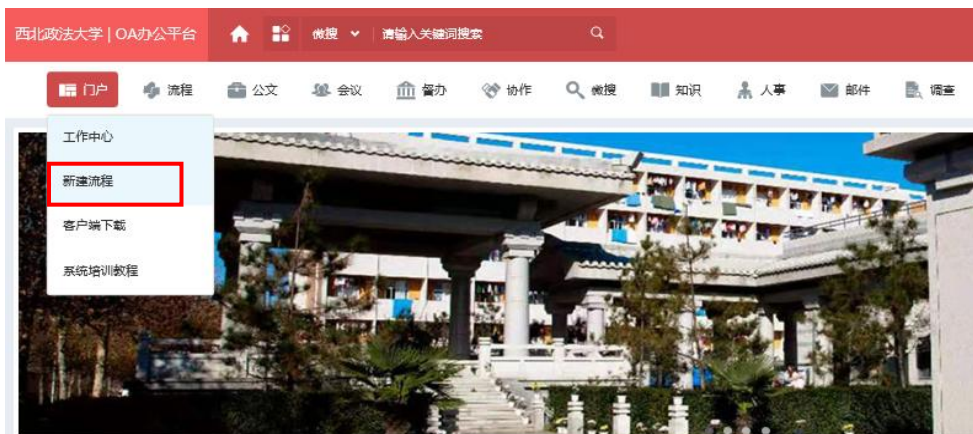 西北政法大学 | OA办公平台 微搜 请输入关键词搜索
门户 流程 公文 会议 督办 协作 微搜 知识 人事 邮件 调查
工作中心
新建流程
客户端下载
系统培训教程